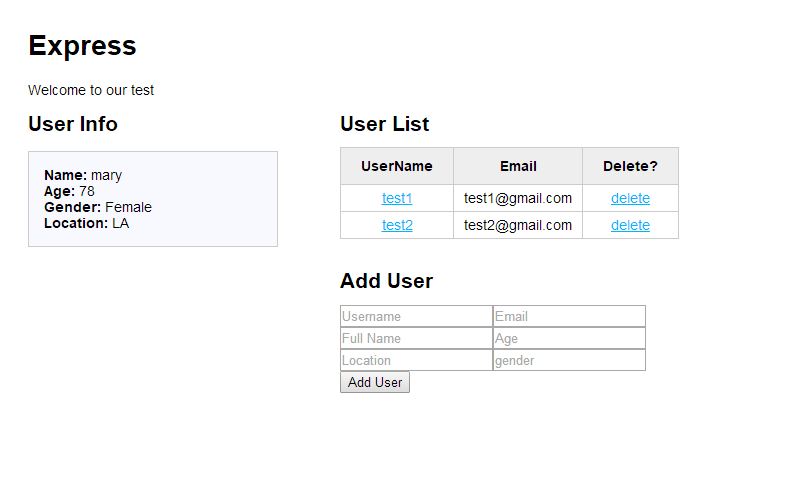 Express
Welcome to our test
User Info
Name: mary
Age: 78
Gender: Female
Location: LA
User List
UserName Email Delete?
test1 test1@gmail.com delete
test2 test2@gmail.com delete
Add User
Username Email
Full Name Age
Location gender
Add User